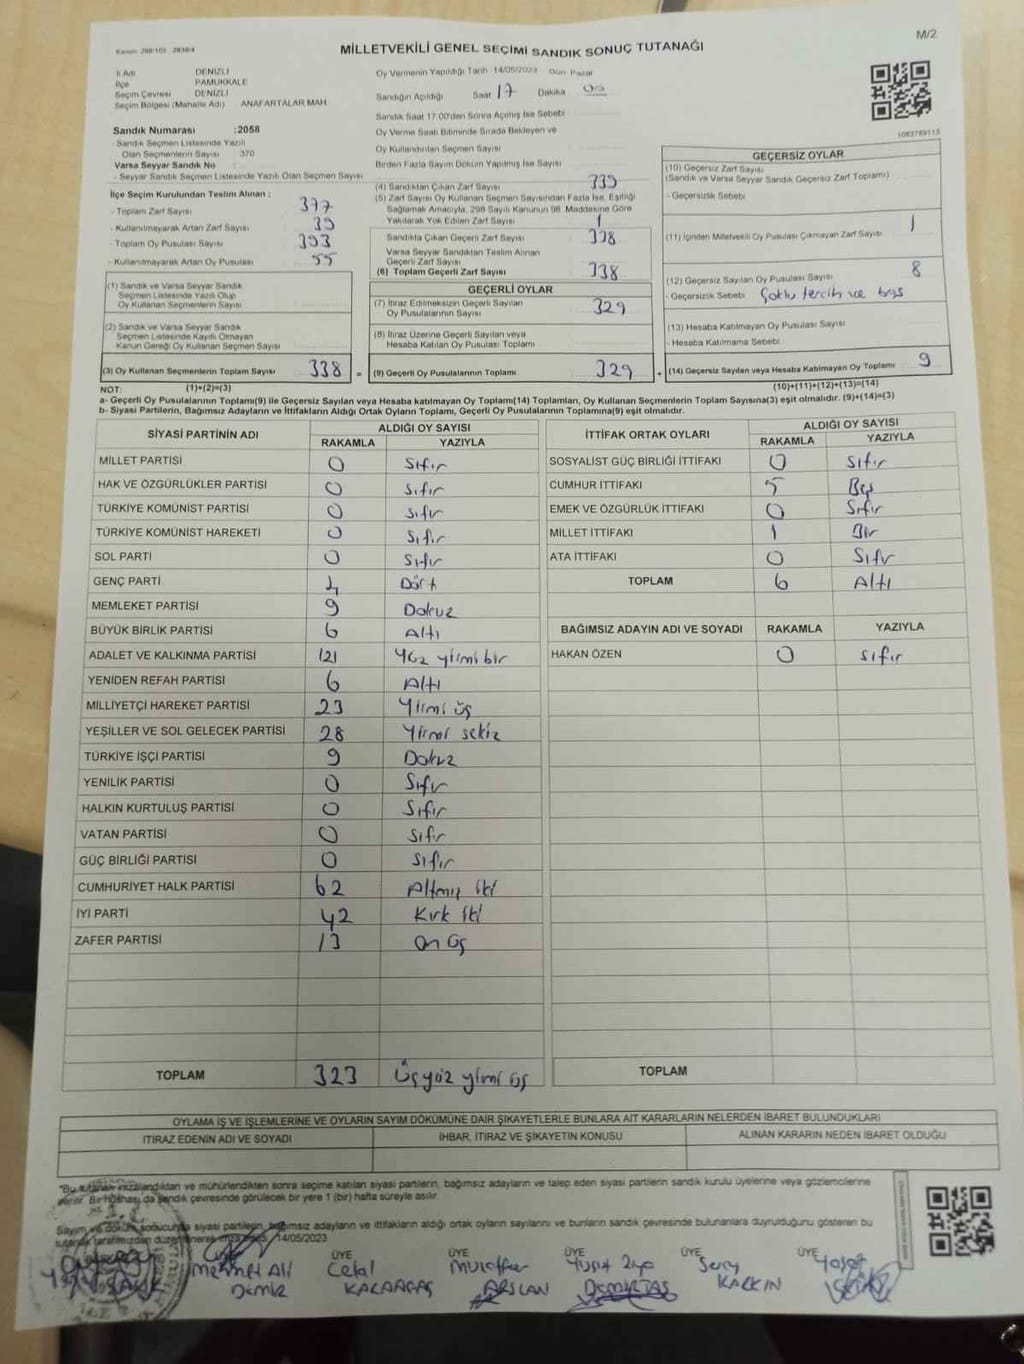 Kanun: 298/105 2839/4
MİLLETVEKİLİ GENEL SEÇİMİ SANDIK SONUÇ TUTANAĞI
M/2
İl Adı DENİZLİ
İlçe PAMUKKALE
Seçim Çevresi DENİZLİ
Seçim Bölgesi (Mahalle Adı) ANAFARTALAR MAH.
Oy Vermenin Yapıldığı Tarih 14/05/2023 Gün Pazar
Sandığın Açıldığı Saat 17 Dakika 00
Sandık Saat 17.00'den Sonra Açılmış İse Sebebi
Oy Verme Saati Bitiminde Sırada Bekleyen ve
Oy Kullandırılan Seçmen Sayısı
Birden Fazla Sayım Döküm Yapılmış İse Sayısı
Sandık Numarası :2058
- Sandık Seçmen Listesinde Yazılı
Olan Seçmenlerin Sayısı 370
Varsa Seyyar Sandık No
- Seyyar Sandık Seçmen Listesinde Yazılı Olan Seçmen Sayısı
İlçe Seçim Kurulundan Teslim Alınan :
- Toplam Zarf Sayısı 377
- Kullanılmayarak Artan Zarf Sayısı 39
- Toplam Oy Pusulası Sayısı 393
- Kullanılmayarak Artan Oy Pusulası 55
(1) Sandık ve Varsa Seyyar Sandık
Seçmen Listesinde Yazılı Olup
Oy Kullanan Seçmenlerin Sayısı
(2) Sandık ve Varsa Seyyar Sandık
Seçmen Listesinde Kayıtlı Olmayan
Kanun Gereği Oy Kullanan Seçmen Sayısı
(3) Oy Kullanan Seçmenlerin Toplam Sayısı 338 =
(4) Sandıktan Çıkan Zarf Sayısı 339
(5) Zarf Sayısı Oy Kullanan Seçmen Sayısından Fazla İse, Eşitliği
Sağlamak Amacıyla, 298 Sayılı Kanunun 98. Maddesine Göre
Yakılarak Yok Edilen Zarf Sayısı 1
Sandıkta Çıkan Geçerli Zarf Sayısı 338
Varsa Seyyar Sandıktan Teslim Alınan
Geçerli Zarf Sayısı
(6) Toplam Geçerli Zarf Sayısı 338
GEÇERLİ OYLAR
(7) İtiraz Edilmeksizin Geçerli Sayılan
Oy Pusulalarının Sayısı 329
(8) İtiraz Üzerine Geçerli Sayılan veya
Hesaba Katılan Oy Pusulası Toplamı
(9) Geçerli Oy Pusulalarının Toplamı 329 +
1083789113
GEÇERSİZ OYLAR
(10) Geçersiz Zarf Sayısı
(Sandık ve Varsa Seyyar Sandık Geçersiz Zarf Toplamı)
- Geçersizlik Sebebi
(11) İçinden Milletvekili Oy Pusulası Çıkmayan Zarf Sayısı 1
(12) Geçersiz Sayılan Oy Pusulası Sayısı 8
- Geçersizlik Sebebi Çoklu tercih ve boş
(13) Hesaba Katılmayan Oy Pusulası Sayısı
- Hesaba Katılmama Sebebi
(14) Geçersiz Sayılan veya Hesaba Katılmayan Oy Toplamı 9
NOT: (1)+(2)=(3) (10)+(11)+(12)+(13)=(14)
a- Geçerli Oy Pusulalarının Toplamı(9) ile Geçersiz Sayılan veya Hesaba katılmayan Oy Toplamı(14) Toplamları, Oy Kullanan Seçmenlerin Toplam Sayısına(3) eşit olmalıdır. (9)+(14)=(3)
b- Siyasi Partilerin, Bağımsız Adayların ve İttifakların Aldığı Ortak Oyların Toplamı, Geçerli Oy Pusulalarının Toplamına(9) eşit olmalıdır.
SİYASİ PARTİNİN ADI ALDIĞI OY SAYISI
RAKAMLA YAZIYLA
MİLLET PARTİSİ 0 Sıfır
HAK VE ÖZGÜRLÜKLER PARTİSİ 0 Sıfır
TÜRKİYE KOMÜNİST PARTİSİ 0 Sıfır
TÜRKİYE KOMÜNİST HAREKETİ 0 Sıfır
SOL PARTİ 0 Sıfır
GENÇ PARTİ 4 Dört
MEMLEKET PARTİSİ 9 Dokuz
BÜYÜK BİRLİK PARTİSİ 6 Altı
ADALET VE KALKINMA PARTİSİ 121 Yüz yirmi bir
YENİDEN REFAH PARTİSİ 6 Altı
MİLLİYETÇİ HAREKET PARTİSİ 23 Yirmi üç
YEŞİLLER VE SOL GELECEK PARTİSİ 28 Yirmi sekiz
TÜRKİYE İŞÇİ PARTİSİ 9 Dokuz
YENİLİK PARTİSİ 0 Sıfır
HALKIN KURTULUŞ PARTİSİ 0 Sıfır
VATAN PARTİSİ 0 Sıfır
GÜÇ BİRLİĞİ PARTİSİ 0 Sıfır
CUMHURİYET HALK PARTİSİ 62 Altmış iki
İYİ PARTİ 42 Kırk iki
ZAFER PARTİSİ 13 On üç
TOPLAM 323 Üçyüz yirmi üç
İTTİFAK ORTAK OYLARI ALDIĞI OY SAYISI
RAKAMLA YAZIYLA
SOSYALİST GÜÇ BİRLİĞİ İTTİFAKI 0 Sıfır
CUMHUR İTTİFAKI 5 Beş
EMEK VE ÖZGÜRLÜK İTTİFAKI 0 Sıfır
MİLLET İTTİFAKI 1 Bir
ATA İTTİFAKI 0 Sıfır
TOPLAM 6 Altı
BAĞIMSIZ ADAYIN ADI VE SOYADI RAKAMLA YAZIYLA
HAKAN ÖZEN 0 Sıfır
TOPLAM
OYLAMA İŞ VE İŞLEMLERİNE VE OYLARIN SAYIM DÖKÜMÜNE DAİR ŞİKAYETLERLE BUNLARA AİT KARARLARIN NELERDEN İBARET BULUNDUKLARI
İTİRAZ EDENİN ADI VE SOYADI İHBAR, İTİRAZ VE ŞİKAYETİN KONUSU ALINAN KARARIN NEDEN İBARET OLDUĞU
"Bu tutanak imzalandıktan ve mühürlendikten sonra seçime katılan siyasi partilerin, bağımsız adayların ve talep eden siyasi partilerin sandık kurulu üyelerine veya gözlemcilerine
verilir. Bir nüshası da sandık çevresinde görülecek bir yere 1 (bir) hafta süreyle asılır.
Sayım ve döküm sonucunda siyasi partilerin, bağımsız adayların ve ittifakların aldığı ortak oyların sayılarını ve bunların sandık çevresinde bulunanlara duyrulduğunu gösteren bu
tutanak tarafımızdan düzenlenerek imza edildi. 14/05/2023
ÜYE ÜYE ÜYE ÜYE ÜYE
Mehmet Ali Celal Muzaffer Yusuf Ziya
Demir KARAAĞAÇ ARSLAN DEMİRTAŞ KARKIN